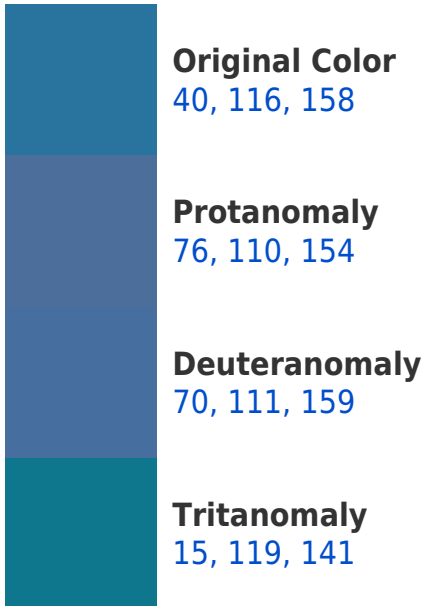 Original Color
40, 116, 158
Protanomaly
76, 110, 154
Deuteranomaly
70, 111, 159
Tritanomaly
15, 119, 141